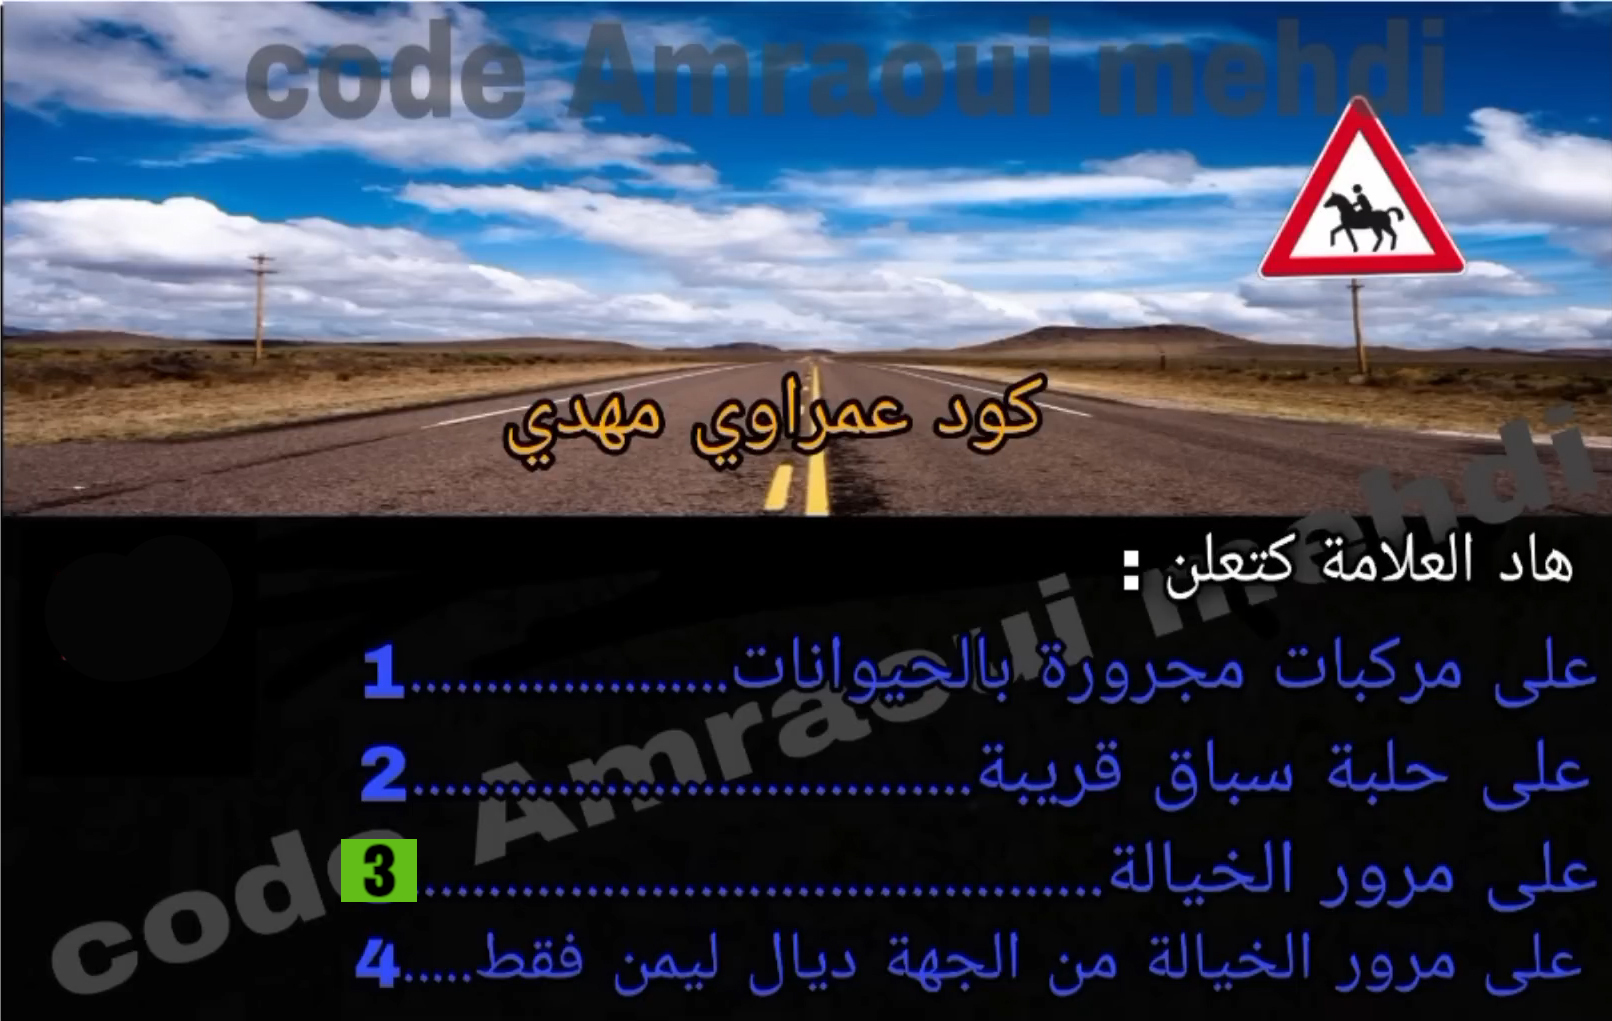 code Amraoui mehdi
كود عمراوي مهدي
هاد العلامة كتعلن :
على مركبات مجرورة بالحيوانات.....................1
على حلبة سباق قريبة.....................................2
على مرور الخيالة.............................................3
على مرور الخيالة من الجهة ديال ليمن فقط.....4
code Amraoui mehdi